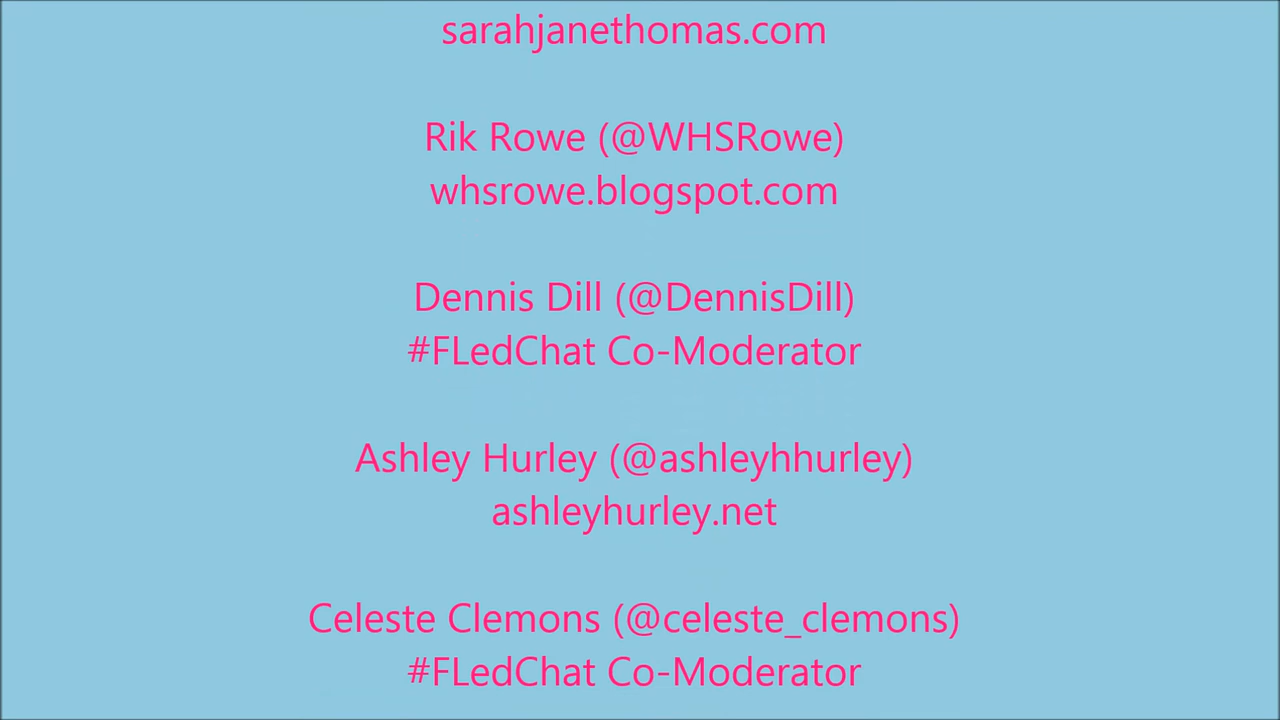 sarahjanethomas.com
Rik Rowe (@WHSRowe)
whsrowe.blogspot.com
Dennis Dill (@DennisDill)
#FLedChat Co-Moderator
Ashley Hurley (@ashleyhhurley)
ashleyhurley.net
Celeste Clemons (@celeste_clemons)
#FLedChat Co-Moderator